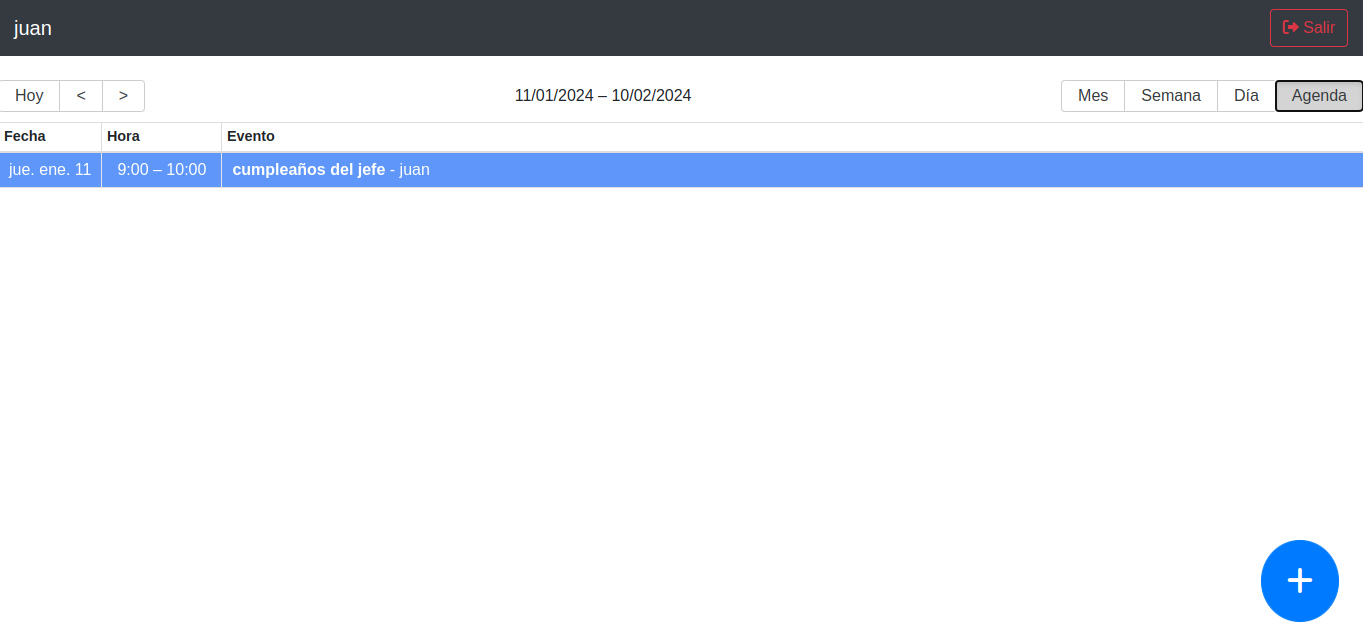 juan
Salir
Hoy < > 11/01/2024 – 10/02/2024 Mes Semana Día Agenda
Fecha Hora Evento
jue. ene. 11 9:00 – 10:00 cumpleaños del jefe - juan
+